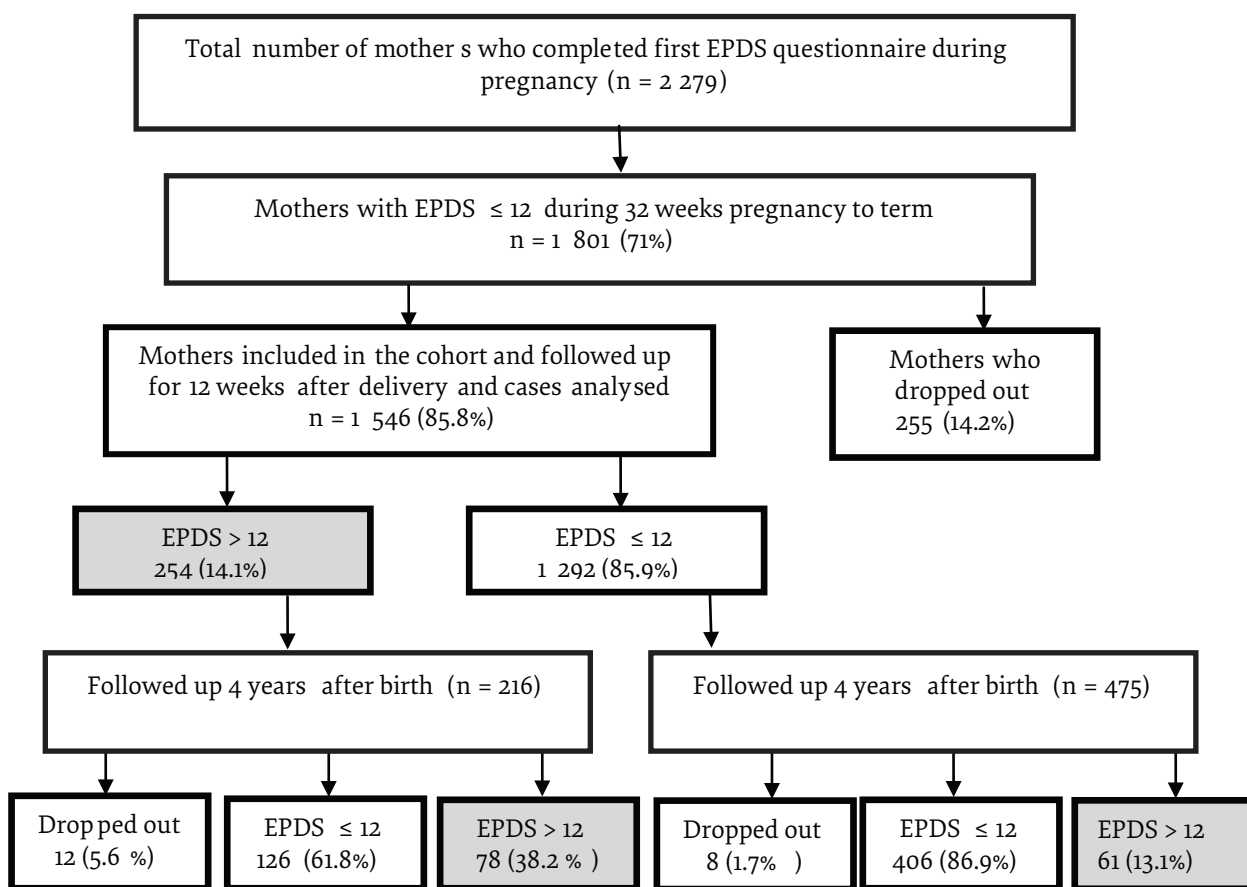 Total number of mother s who completed first EPDS questionnaire during
pregnancy (n = 2 279)
Mothers with EPDS ≤ 12 during 32 weeks pregnancy to term
n = 1 801 (71%)
Mothers included in the cohort and followed up
for 12 weeks after delivery and cases analysed
n = 1 546 (85.8%)
Mothers who
dropped out
255 (14.2%)
EPDS > 12
254 (14.1%)
EPDS ≤ 12
1 292 (85.9%)
Followed up 4 years after birth (n = 216)
Followed up 4 years after birth (n = 475)
Drop ped out
12 (5.6 %)
EPDS ≤ 12
126 (61.8%)
EPDS > 12
78 (38.2 % )
Dropped out
8 (1.7% )
EPDS ≤ 12
406 (86.9%)
EPDS > 12
61 (13.1%)